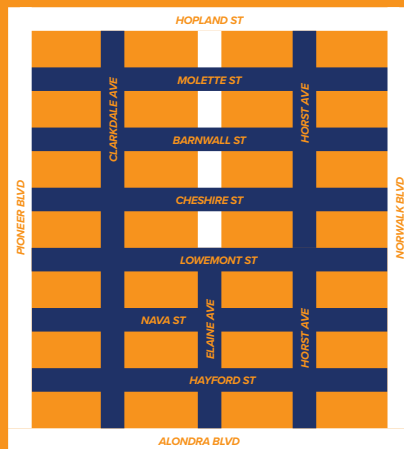 HOPLAND ST
MOLETTE ST
CLARKDALE AVE
HORST AVE
BARNWALL ST
CHESHIRE ST
PIONEER BLVD
NORWALK BLVD
LOWEMONT ST
NAVA ST
ELAINE AVE
HORST AVE
HAYFORD ST
ALONDRA BLVD